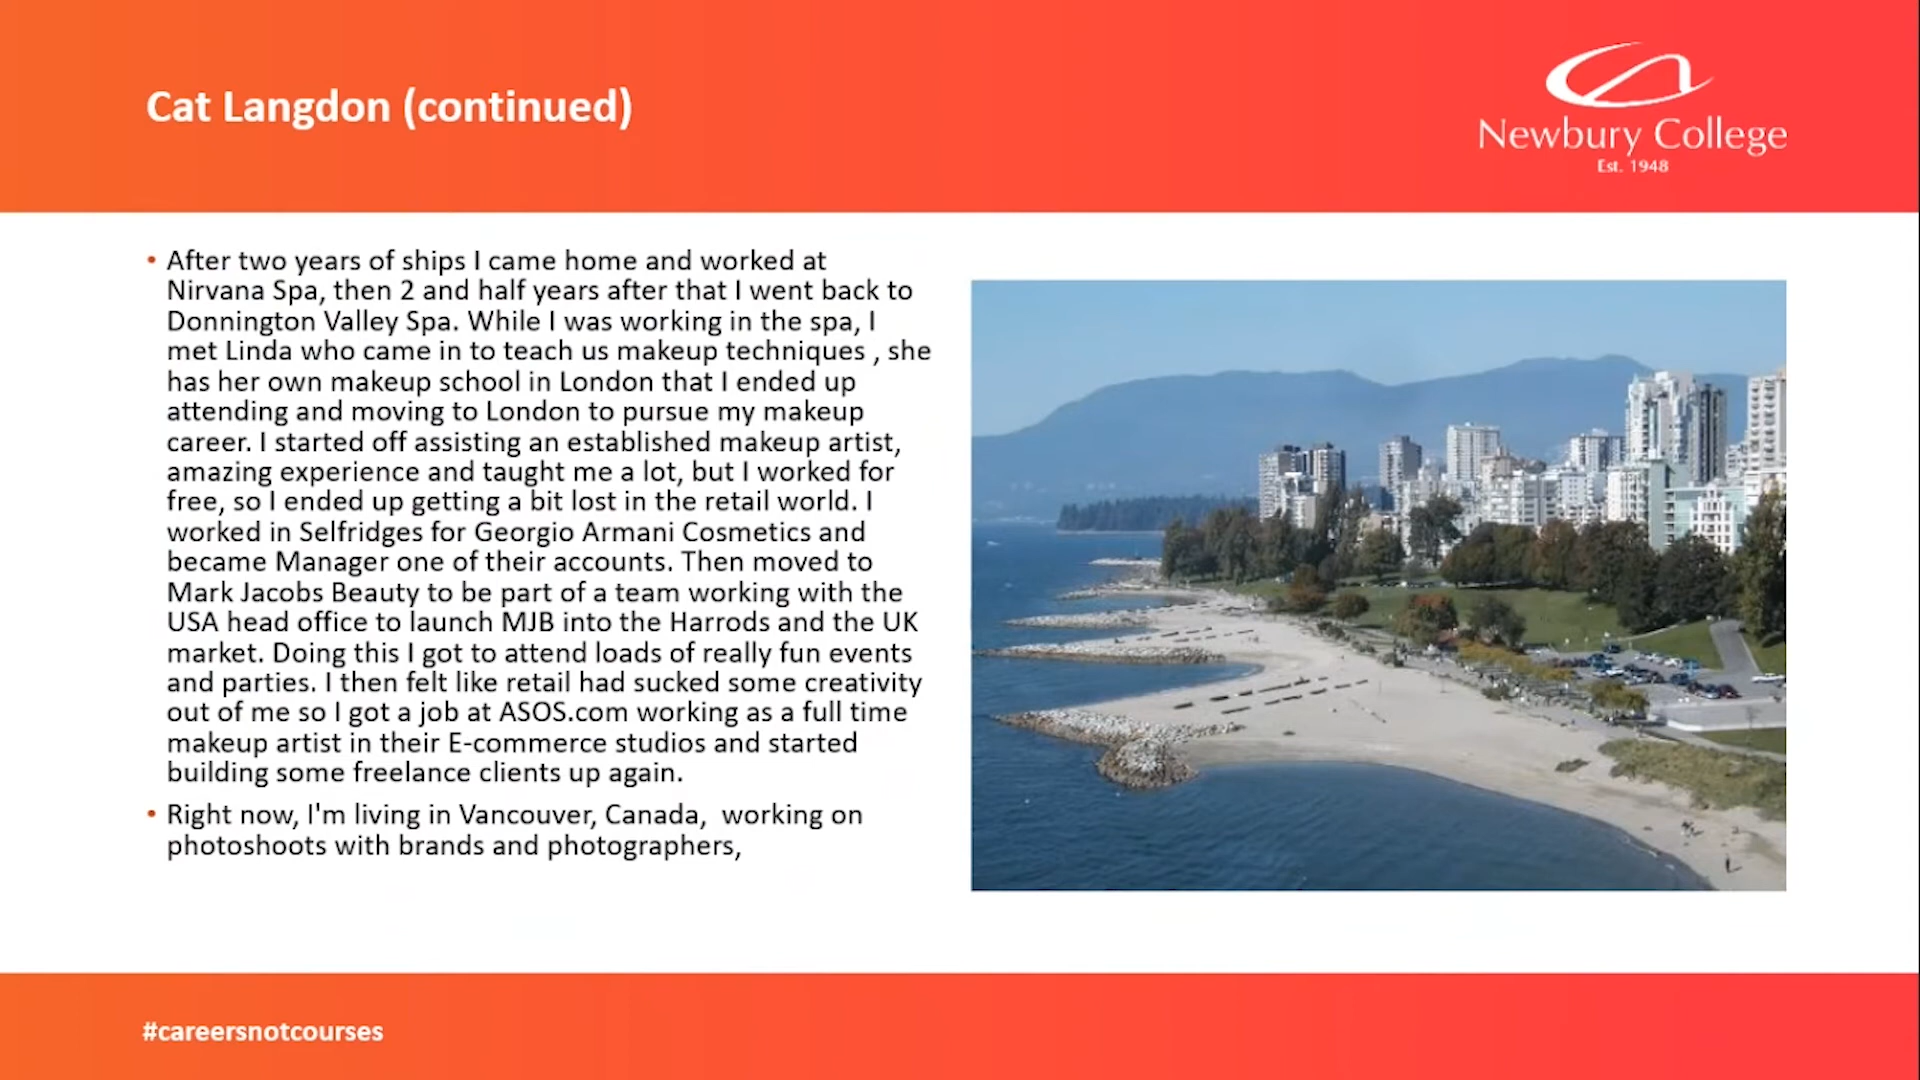 Cat Langdon (continued)
Newbury College
Est. 1948
• After two years of ships I came home and worked at
Nirvana Spa, then 2 and half years after that I went back to
Donnington Valley Spa. While I was working in the spa, I
met Linda who came in to teach us makeup techniques , she
has her own makeup school in London that I ended up
attending and moving to London to pursue my makeup
career. I started off assisting an established makeup artist,
amazing experience and taught me a lot, but I worked for
free, so I ended up getting a bit lost in the retail world. I
worked in Selfridges for Georgio Armani Cosmetics and
became Manager one of their accounts. Then moved to
Mark Jacobs Beauty to be part of a team working with the
USA head office to launch MJB into the Harrods and the UK
market. Doing this I got to attend loads of really fun events
and parties. I then felt like retail had sucked some creativity
out of me so I got a job at ASOS.com working as a full time
makeup artist in their E-commerce studios and started
building some freelance clients up again.
• Right now, I'm living in Vancouver, Canada,  working on
photoshoots with brands and photographers,
#careersnotcourses